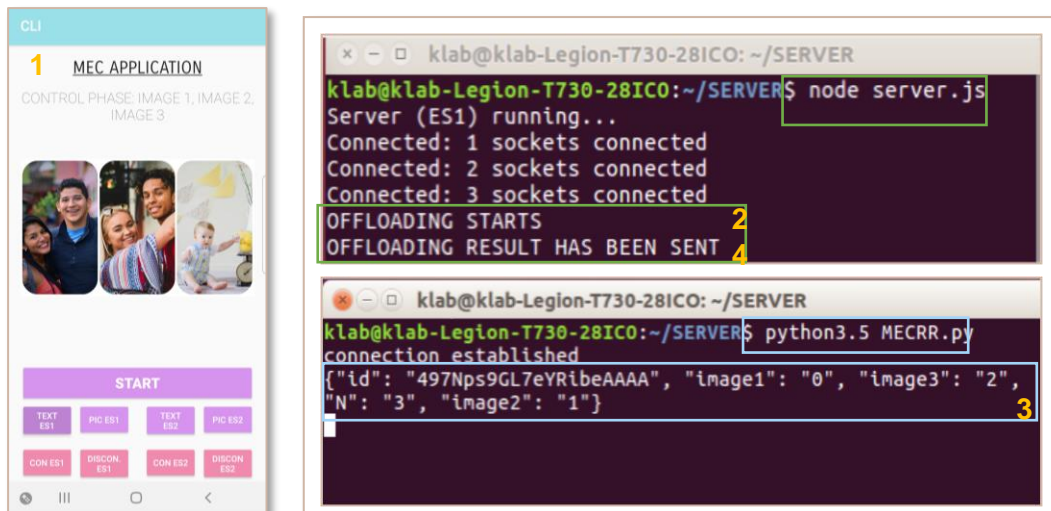 CLI
1
MEC APPLICATION
CONTROL PHASE: IMAGE 1, IMAGE 2,
IMAGE 3
START
TEXT
ES1
PIC ES1
TEXT
ES2
PIC ES2
CON ES1
DISCON.
ES1
CON ES2
DISCON
ES2
klab@klab-Legion-T730-28ICO: ~/SERVER
klab@klab-Legion-T730-28ICO:~/SERVER$ node server.js
Server (ES1) running...
Connected: 1 sockets connected
Connected: 2 sockets connected
Connected: 3 sockets connected
OFFLOADING STARTS 2
OFFLOADING RESULT HAS BEEN SENT 4
klab@klab-Legion-T730-28ICO: ~/SERVER
klab@klab-Legion-T730-28ICO:~/SERVER$ python3.5 MECRR.py
connection established
{"id": "497Nps9GL7eYRibeAAAA", "image1": "0", "image3": "2",
"N": "3", "image2": "1"} 3